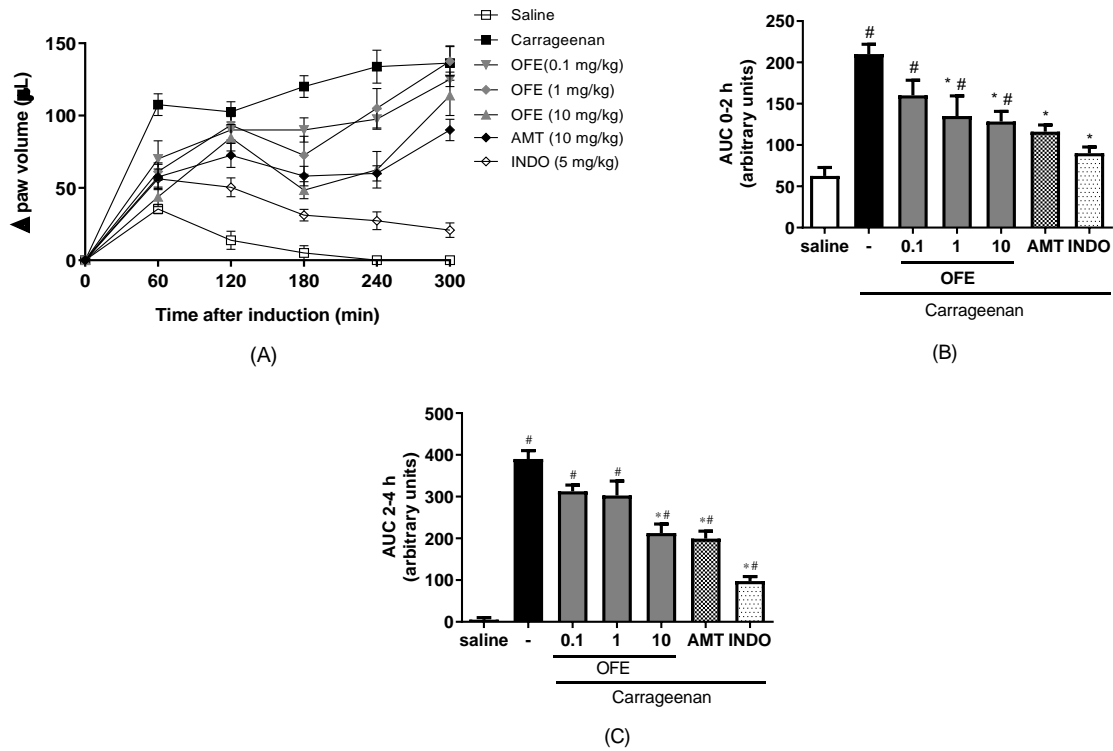 Saline
Carrageenan
OFE(0.1 mg/kg)
OFE (1 mg/kg)
OFE (10 mg/kg)
AMT (10 mg/kg)
INDO (5 mg/kg)
paw volume ( L)
150
100
50
0
0 60 120 180 240 300
Time after induction (min)
(A)
AUC 0-2 h
(arbitrary units)
250
200
150
100
50
0
# # * # * # * *
saline - 0.1 1 10 AMT INDO
OFE
Carrageenan
(B)
AUC 2-4 h
(arbitrary units)
500
400
300
200
100
0
# # # *# *# *#
saline - 0.1 1 10 AMT INDO
OFE
Carrageenan
(C)